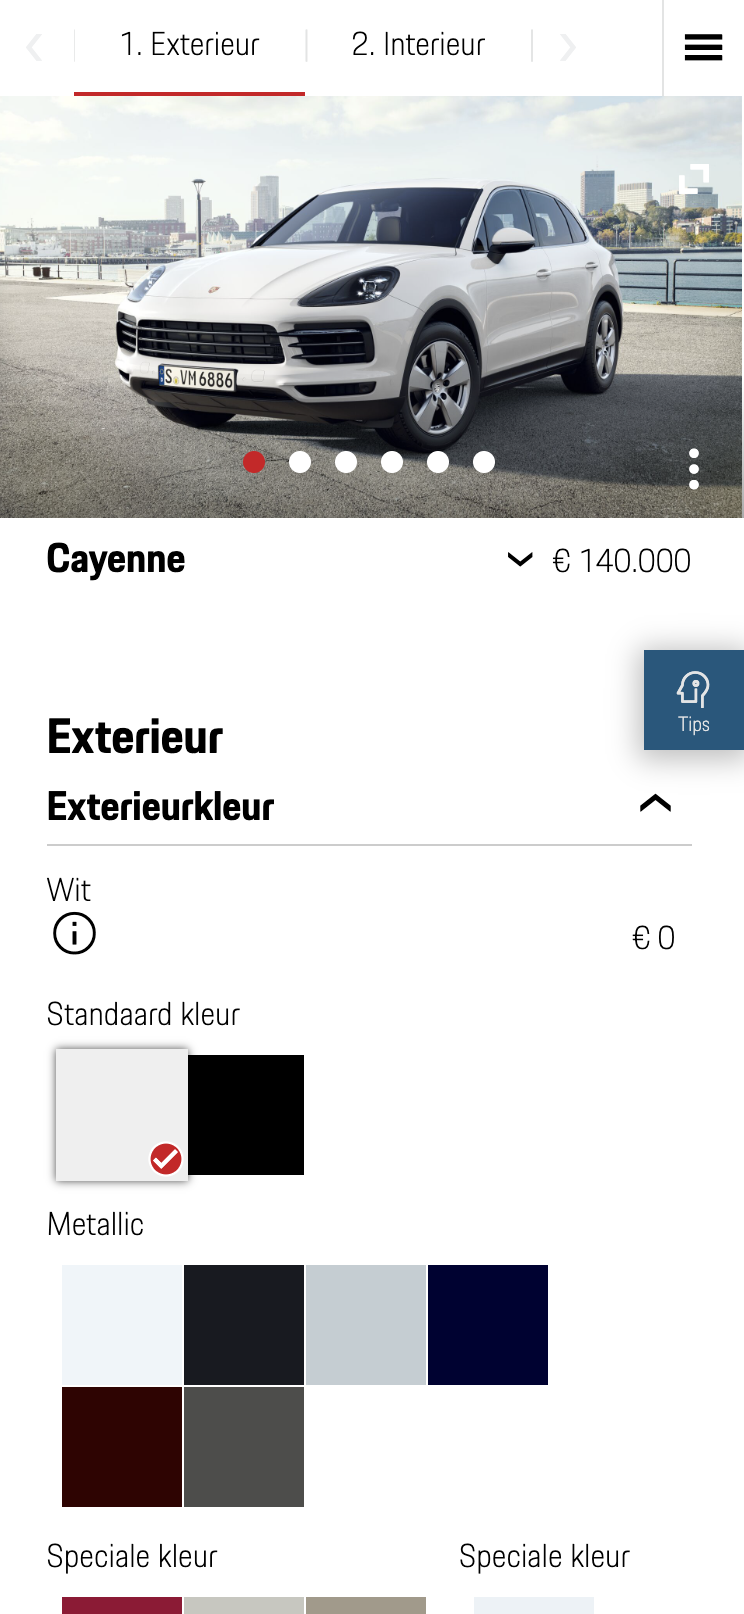 1. Exterieur
2. Interieur
S VM 6886
Cayenne
€ 140.000
Tips
Exterieur
Exterieurkleur
Wit
€ 0
Standaard kleur
Metallic
Speciale kleur
Speciale kleur